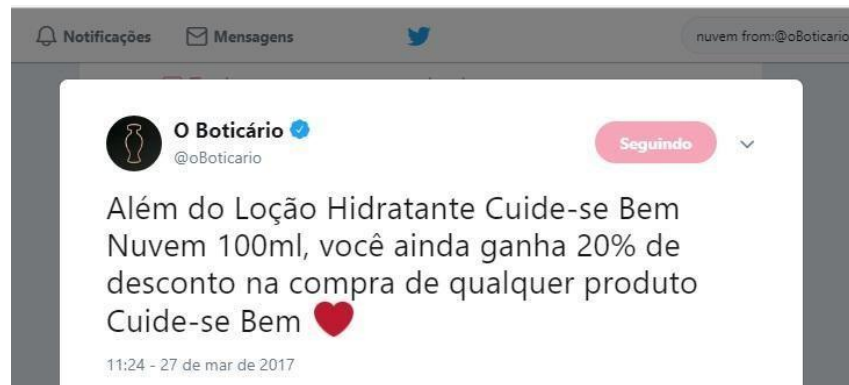 Notificações Mensagens nuvem from:@oBoticario
O Boticário
@oBoticario
Seguindo
Além do Loção Hidratante Cuide-se Bem
Nuvem 100ml, você ainda ganha 20% de
desconto na compra de qualquer produto
Cuide-se Bem
11:24 - 27 de mar de 2017